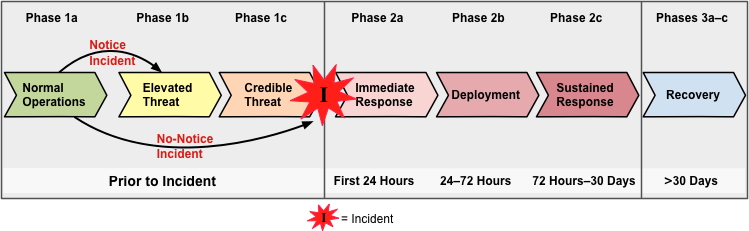 Phase 1a
Phase 1b
Phase 1c
Phase 2a
Phase 2b
Phase 2c
Phases 3a–c
Notice
Incident
Normal
Operations
Elevated
Threat
Credible
Threat
I
Immediate
Response
Deployment
Sustained
Response
Recovery
No-Notice
Incident
Prior to Incident
First 24 Hours
24–72 Hours
72 Hours–30 Days
>30 Days
I = Incident